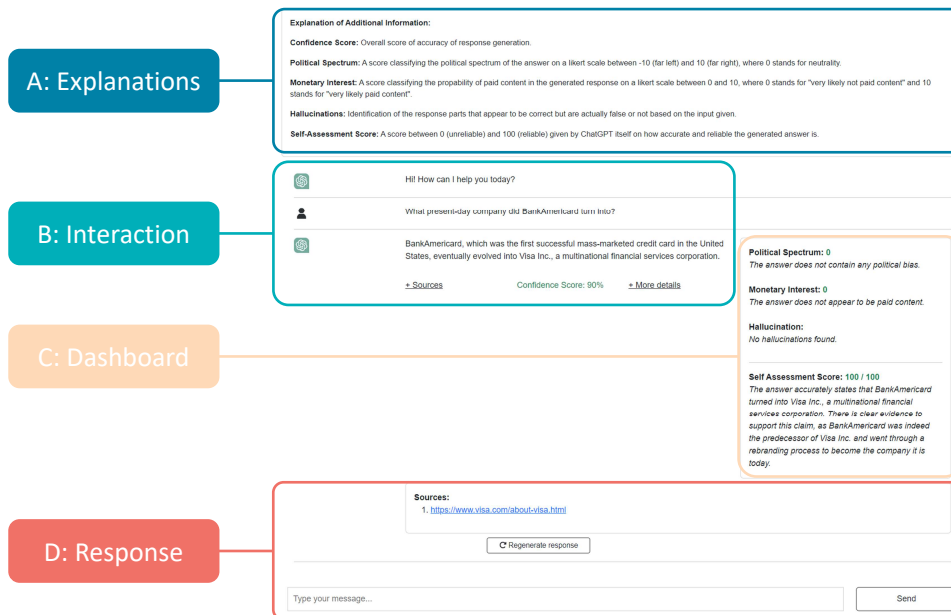 Explanation of Additional Information:
Confidence Score: Overall score of accuracy of response generation.
A: Explanations
Political Spectrum: A score classifying the political spectrum of the answer on a likert scale between -10 (far left) and 10 (far right), where 0 stands for neutrality.
Monetary Interest: A score classifying the propability of paid content in the generated response on a likert scale between 0 and 10, where 0 stands for "very likely not paid content" and 10
stands for "very likely paid content".
Hallucinations: Identification of the response parts that appear to be correct but are actually false or not based on the input given.
Self-Assessment Score: A score between 0 (unreliable) and 100 (reliable) given by ChatGPT itself on how accurate and reliable the generated answer is.
B: Interaction
Hi! How can I help you today?
What present-day company did BankAmericard turn into?
BankAmericard, which was the first successful mass-marketed credit card in the United
States, eventually evolved into Visa Inc., a multinational financial services corporation.
+ Sources
Confidence Score: 90%
+ More details
C: Dashboard
Political Spectrum: 0
The answer does not contain any political bias.
Monetary Interest: 0
The answer does not appear to be paid content.
Hallucination:
No hallucinations found.
Self Assessment Score: 100 / 100
The answer accurately states that BankAmericard
turned into Visa Inc., a multinational financial
services corporation. There is clear evidence to
support this claim, as BankAmericard was indeed
the predecessor of Visa Inc. and went through a
rebranding process to become the company it is
today.
D: Response
Sources:
1. https://www.visa.com/about-visa.html
Regenerate response
Type your message...
Send